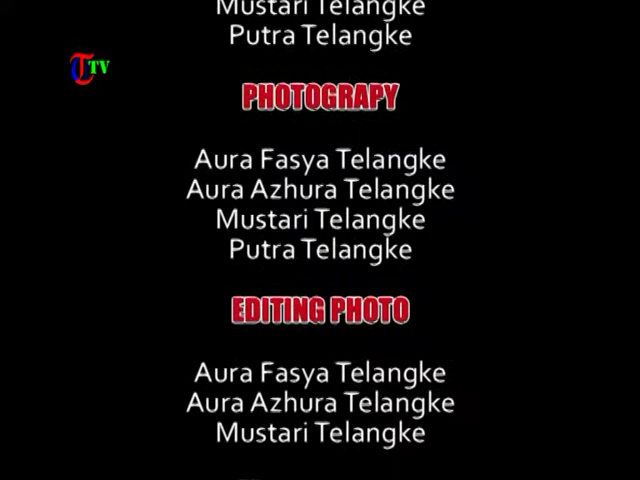 Mustari Telangke
Putra Telangke
TTV
PHOTOGRAPY
Aura Fasya Telangke
Aura Azhura Telangke
Mustari Telangke
Putra Telangke
EDITING PHOTO
Aura Fasya Telangke
Aura Azhura Telangke
Mustari Telangke